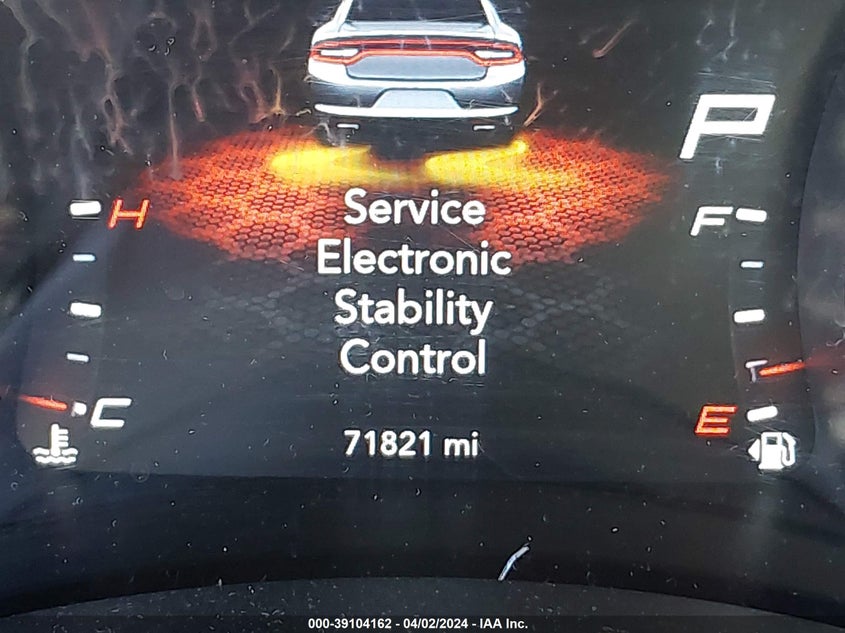 P
H
F
Service
Electronic
Stability
Control
C
E
71821 mi
000-39104162 - 04/02/2024 - IAA Inc.